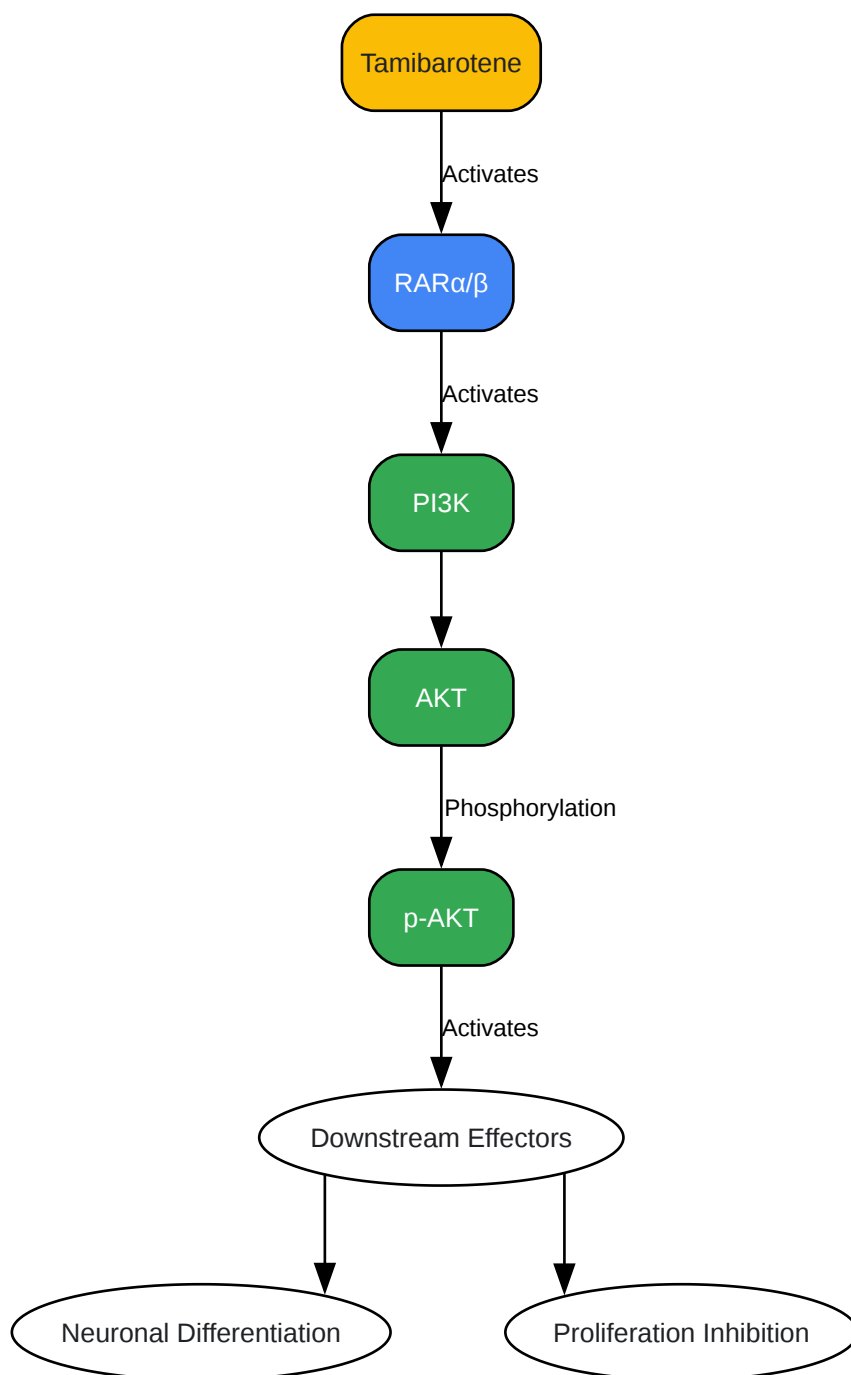 Tamibarotene
Activates
RARα/β
Activates
PI3K
AKT
Phosphorylation
p-AKT
Activates
Downstream Effectors
Neuronal Differentiation
Proliferation Inhibition